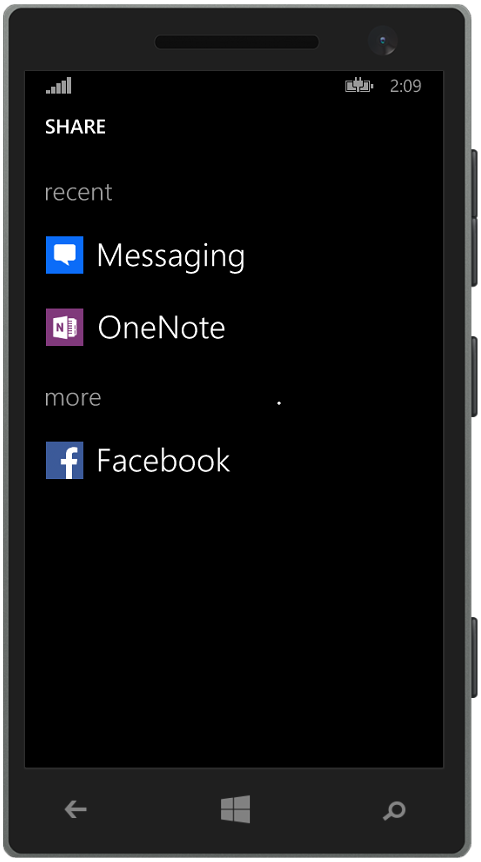 2:09
SHARE
recent
Messaging
OneNote
more
Facebook